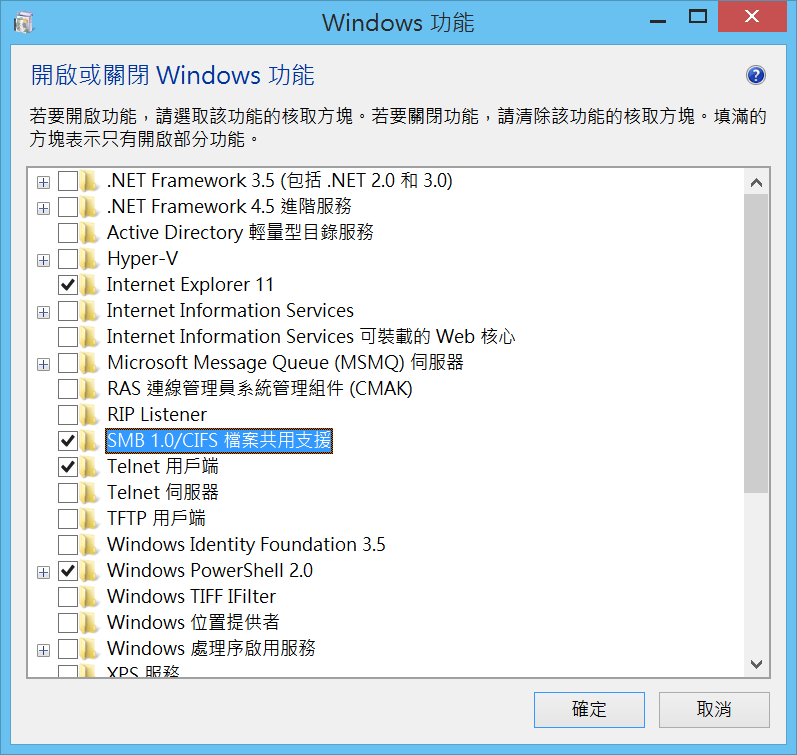 Windows 功能
開啟或關閉 Windows 功能
若要開啟功能，請選取該功能的核取方塊。若要關閉功能，請清除該功能的核取方塊。填滿的
方塊表示只有開啟部分功能。
.NET Framework 3.5 (包括 .NET 2.0 和 3.0)
.NET Framework 4.5 進階服務
Active Directory 輕量型目錄服務
Hyper-V
Internet Explorer 11
Internet Information Services
Internet Information Services 可裝載的 Web 核心
Microsoft Message Queue (MSMQ) 伺服器
RAS 連線管理員系統管理組件 (CMAK)
RIP Listener
SMB 1.0/CIFS 檔案共用支援
Telnet 用戶端
Telnet 伺服器
TFTP 用戶端
Windows Identity Foundation 3.5
Windows PowerShell 2.0
Windows TIFF IFilter
Windows 位置提供者
Windows 處理序啟用服務
XPS 服務
確定 取消